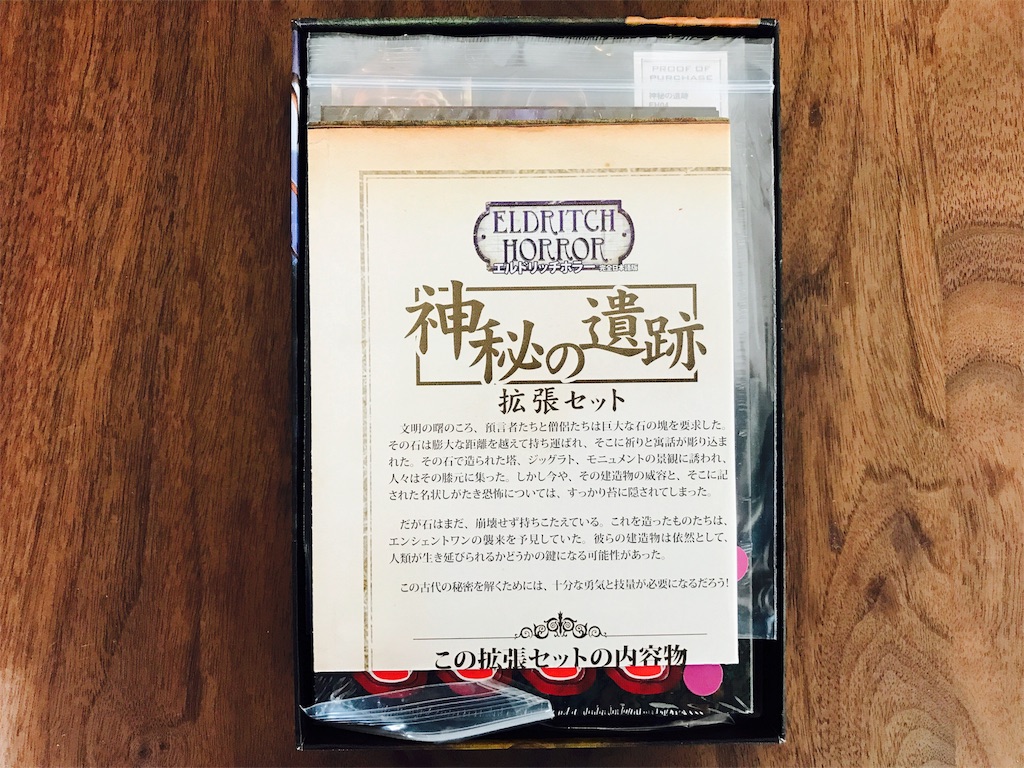 PROOF OF
PURCHASE
神秘の遺跡
EH04
ELDRITCH
HORROR
エルドリッチホラー 完全日本語版
神秘の遺跡
拡張セット
文明の曙のころ、預言者たちと僧侶たちは巨大な石の塊を要求した。
その石は膨大な距離を越えて持ち運ばれ、そこに祈りと寓話が彫り込ま
れた。その石で造られた塔、ジッグラト、モニュメントの景観に誘われ、
人々はその膝元に集った。しかし今や、その建造物の威容と、そこに記
された名状しがたき恐怖については、すっかり苔に隠されてしまった。
だが石はまだ、崩壊せず持ちこたえている。これを造ったものたちは、
エンシェントワンの襲来を予見していた。彼らの建造物は依然として、
人類が生き延びられるかどうかの鍵になる可能性があった。
この古代の秘密を解くためには、十分な勇気と技量が必要になるだろう!
この拡張セットの内容物